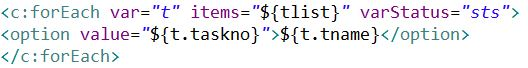 <c:forEach var="t" items="${tlist}" varStatus="sts">
<option value="${t.taskno}">${t.tname}</option>
</c:forEach>